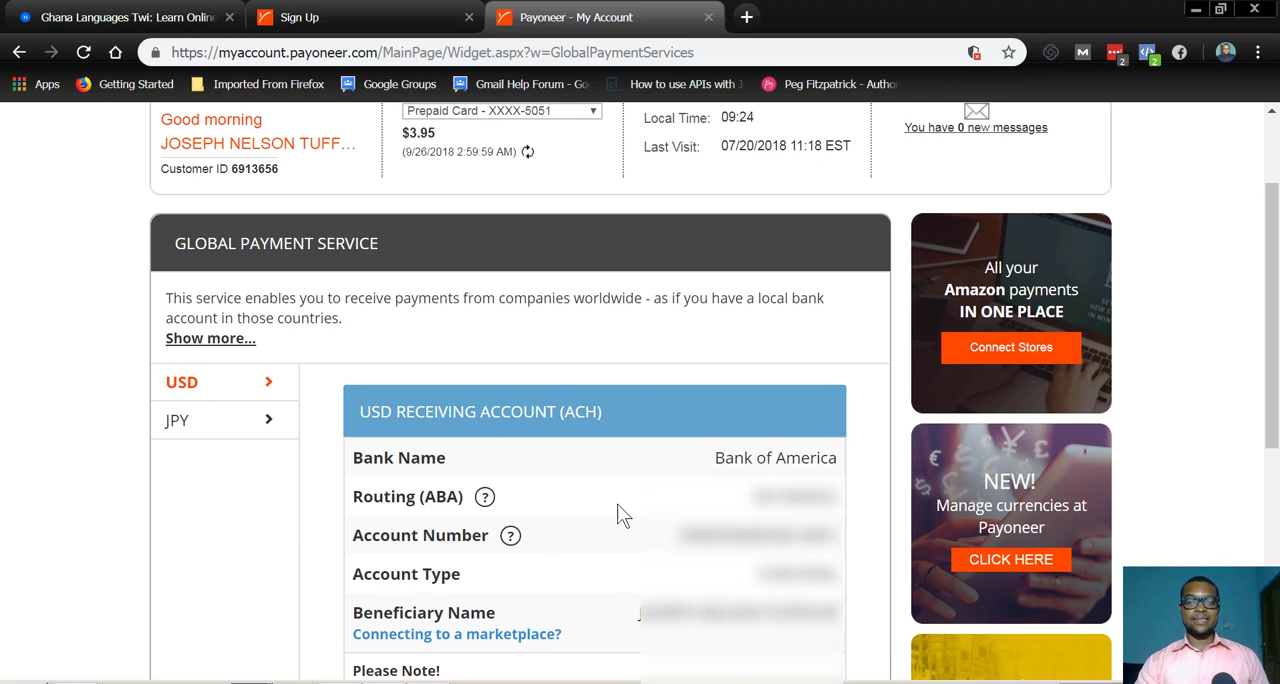 Ghana Languages Twi: Learn Onlin
Sign Up
Payoneer - My Account
https://myaccount.payoneer.com/MainPage/Widget.aspx?w=GlobalPaymentServices
2
2
Apps
Getting Started
Imported From Firefox
Google Groups
Gmail Help Forum - Go
How to use APIs with J
Peg Fitzpatrick - Autho
Good morning
JOSEPH NELSON TUFF...
Customer ID 6913656
Prepaid Card - XXXX-5051
$3.95
(9/26/2018 2:59:59 AM)
Local Time: 09:24
Last Visit: 07/20/2018 11:18 EST
You have 0 new messages
GLOBAL PAYMENT SERVICE
This service enables you to receive payments from companies worldwide - as if you have a local bank
account in those countries.
Show more...
USD
JPY
USD RECEIVING ACCOUNT (ACH)
Bank Name Bank of America
Routing (ABA) ?
Account Number ?
Account Type
Beneficiary Name
Connecting to a marketplace?
Please Note!
All your
Amazon payments
IN ONE PLACE
Connect Stores
NEW!
Manage currencies at
Payoneer
CLICK HERE